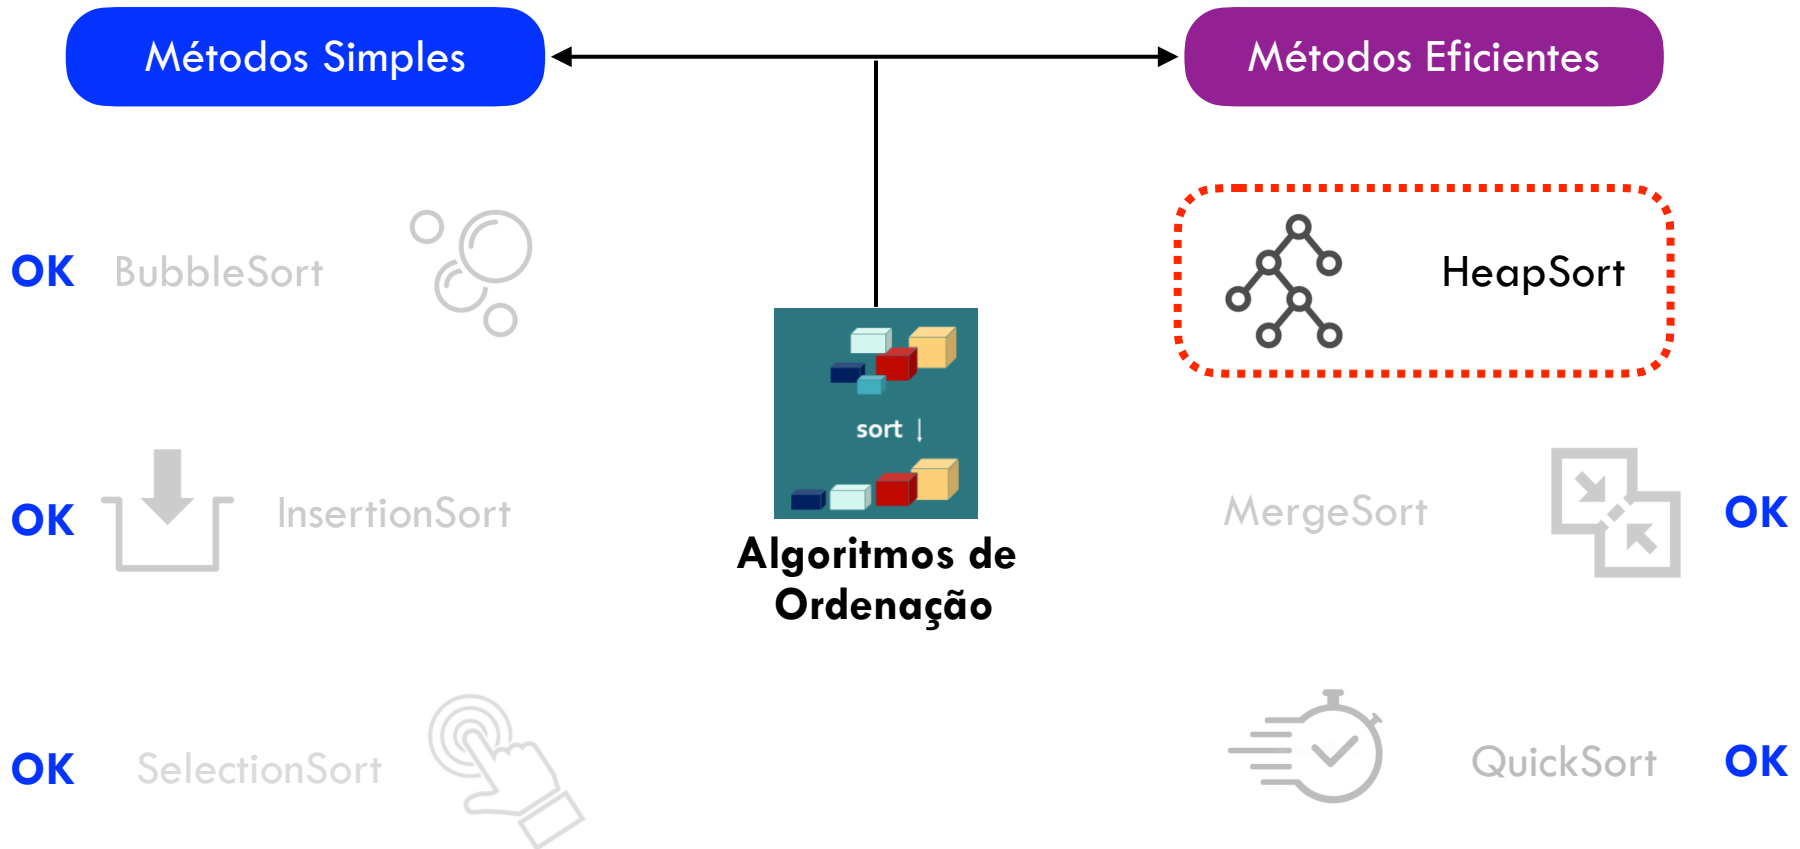 Métodos Simples
Métodos Eficientes
OK BubbleSort
HeapSort
sort
OK InsertionSort
MergeSort OK
Algoritmos de
Ordenação
OK SelectionSort
QuickSort OK